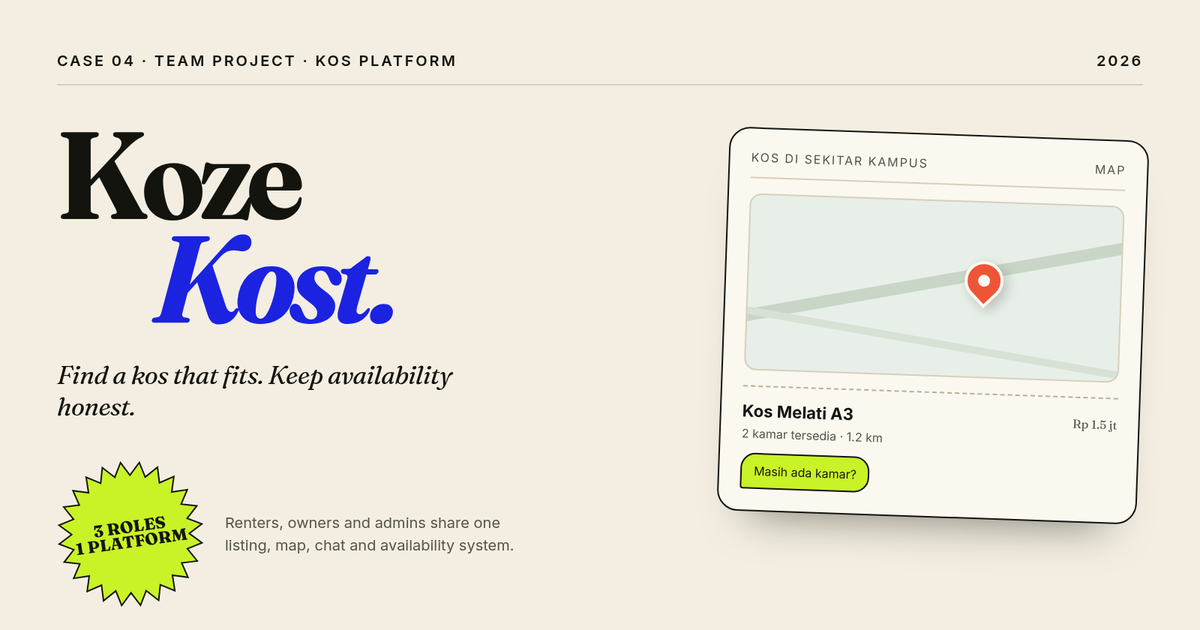 CASE 04 · TEAM PROJECT · KOS PLATFORM
2026
Koze
Kost.
Find a kos that fits. Keep availability
honest.
3 ROLES
1 PLATFORM
Renters, owners and admins share one
listing, map, chat and availability system.
KOS DI SEKITAR KAMPUS
MAP
Kos Melati A3
Rp 1.5 jt
2 kamar tersedia · 1.2 km
Masih ada kamar?